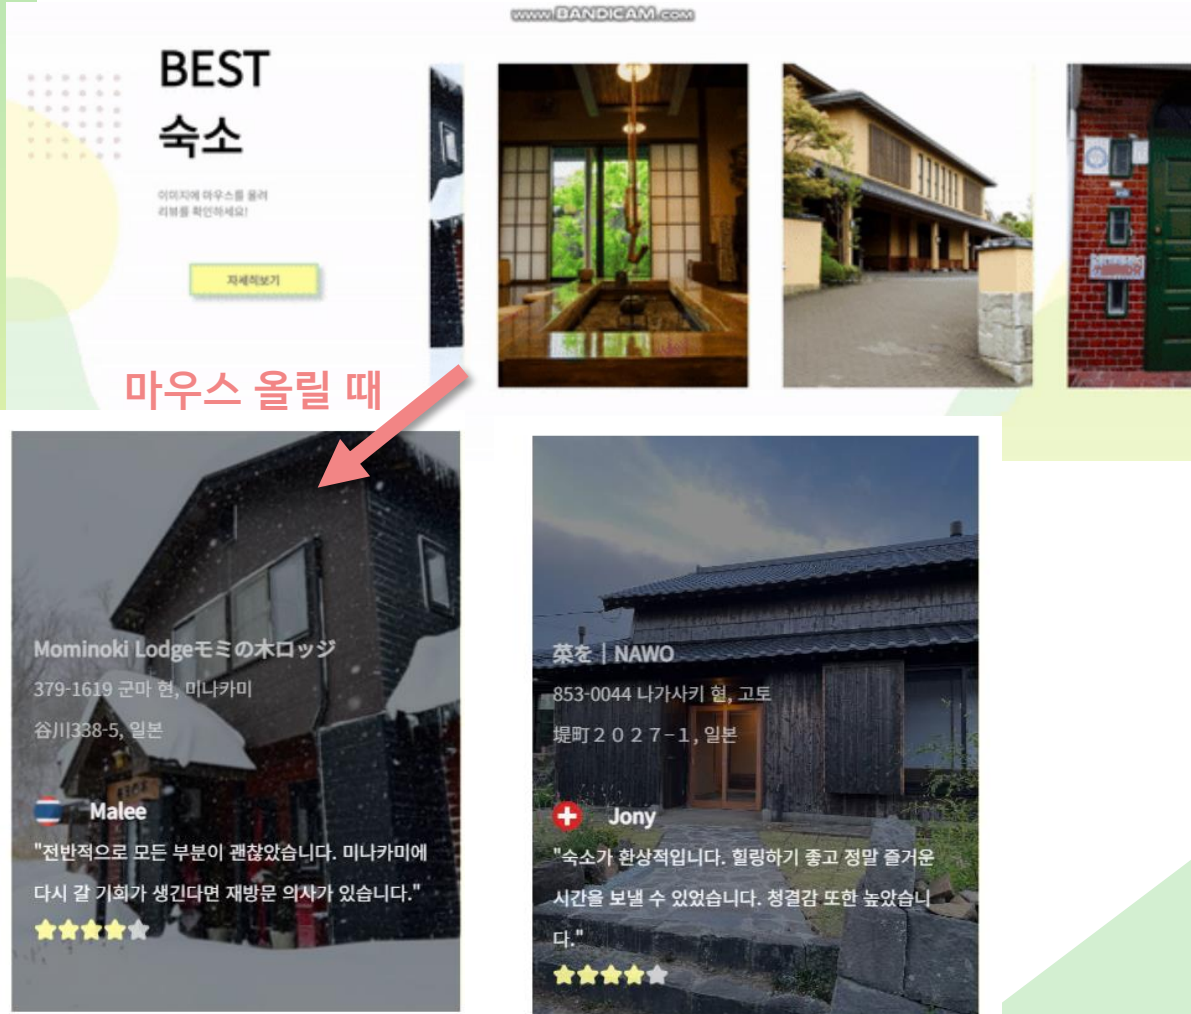 www.BANDICAM.com
BEST
숙소
이미지에 마우스를 올려
리뷰를 확인하세요!
자세히보기
마우스 올릴 때
Mominoki Lodgeモミの木ロッジ
379-1619 군마 현, 미나카미
谷川338-5, 일본
Malee
"전반적으로 모든 부분이 괜찮았습니다. 미나카미에
다시 갈 기회가 생긴다면 재방문 의사가 있습니다."
菜を｜NAWO
853-0044 나가사키 현, 고토
堤町２０２７−１, 일본
Jony
"숙소가 환상적입니다. 힐링하기 좋고 정말 즐거운
시간을 보낼 수 있었습니다. 청결감 또한 높았습니
다."